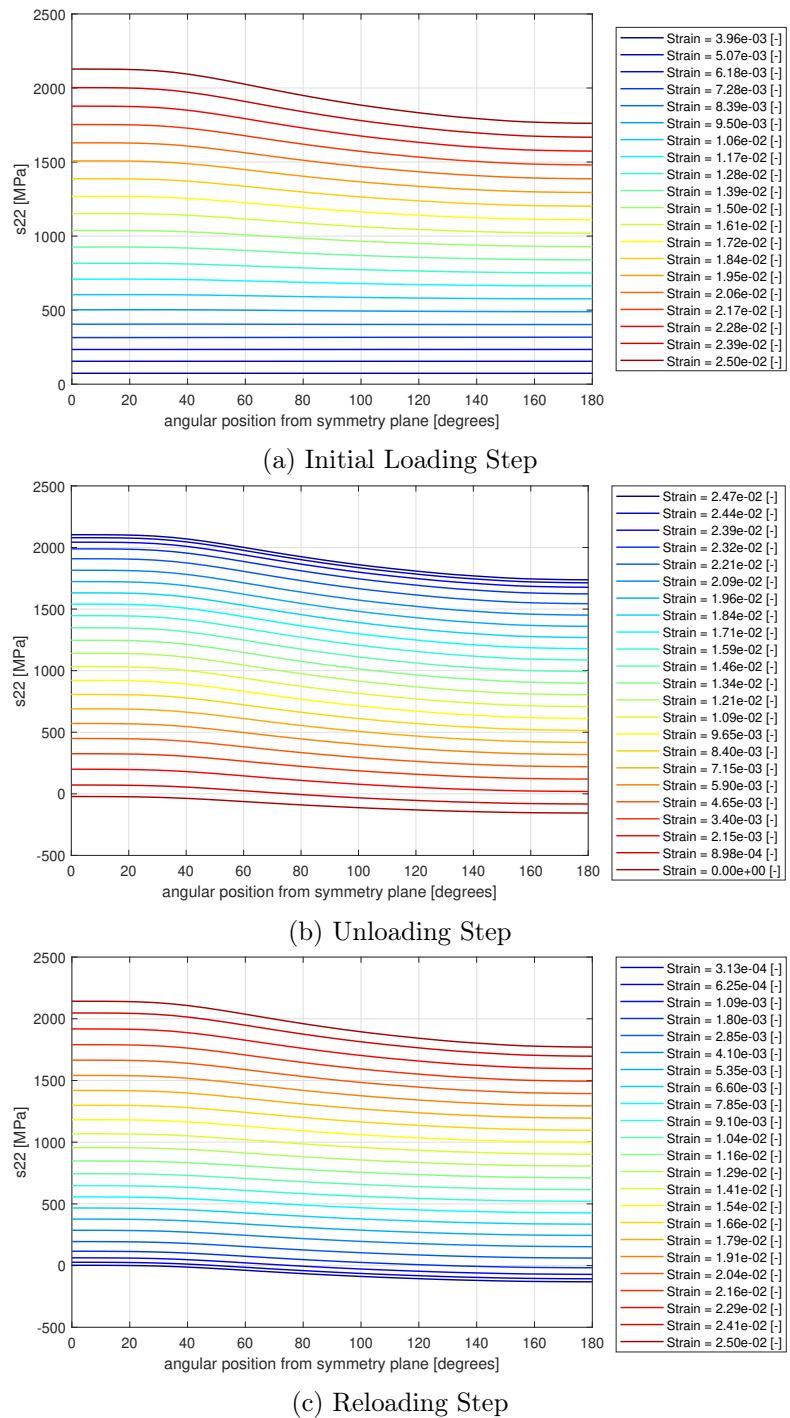 2500
2000
1500
1000
500
0
s22 [MPa]
0 20 40 60 80 100 120 140 160 180
angular position from symmetry plane [degrees]
Strain = 3.96e-03 [-]
Strain = 5.07e-03 [-]
Strain = 6.18e-03 [-]
Strain = 7.28e-03 [-]
Strain = 8.39e-03 [-]
Strain = 9.50e-03 [-]
Strain = 1.06e-02 [-]
Strain = 1.17e-02 [-]
Strain = 1.28e-02 [-]
Strain = 1.39e-02 [-]
Strain = 1.50e-02 [-]
Strain = 1.61e-02 [-]
Strain = 1.72e-02 [-]
Strain = 1.84e-02 [-]
Strain = 1.95e-02 [-]
Strain = 2.06e-02 [-]
Strain = 2.17e-02 [-]
Strain = 2.28e-02 [-]
Strain = 2.39e-02 [-]
Strain = 2.50e-02 [-]
(a) Initial Loading Step
2500
2000
1500
1000
500
0
-500
s22 [MPa]
0 20 40 60 80 100 120 140 160 180
angular position from symmetry plane [degrees]
Strain = 2.47e-02 [-]
Strain = 2.44e-02 [-]
Strain = 2.39e-02 [-]
Strain = 2.32e-02 [-]
Strain = 2.21e-02 [-]
Strain = 2.09e-02 [-]
Strain = 1.96e-02 [-]
Strain = 1.84e-02 [-]
Strain = 1.71e-02 [-]
Strain = 1.59e-02 [-]
Strain = 1.46e-02 [-]
Strain = 1.34e-02 [-]
Strain = 1.21e-02 [-]
Strain = 1.09e-02 [-]
Strain = 9.65e-03 [-]
Strain = 8.40e-03 [-]
Strain = 7.15e-03 [-]
Strain = 5.90e-03 [-]
Strain = 4.65e-03 [-]
Strain = 3.40e-03 [-]
Strain = 2.15e-03 [-]
Strain = 8.98e-04 [-]
Strain = 0.00e+00 [-]
(b) Unloading Step
2500
2000
1500
1000
500
0
-500
s22 [MPa]
0 20 40 60 80 100 120 140 160 180
angular position from symmetry plane [degrees]
Strain = 3.13e-04 [-]
Strain = 6.25e-04 [-]
Strain = 1.09e-03 [-]
Strain = 1.80e-03 [-]
Strain = 2.85e-03 [-]
Strain = 4.10e-03 [-]
Strain = 5.35e-03 [-]
Strain = 6.60e-03 [-]
Strain = 7.85e-03 [-]
Strain = 9.10e-03 [-]
Strain = 1.04e-02 [-]
Strain = 1.16e-02 [-]
Strain = 1.29e-02 [-]
Strain = 1.41e-02 [-]
Strain = 1.54e-02 [-]
Strain = 1.66e-02 [-]
Strain = 1.79e-02 [-]
Strain = 1.91e-02 [-]
Strain = 2.04e-02 [-]
Strain = 2.16e-02 [-]
Strain = 2.29e-02 [-]
Strain = 2.41e-02 [-]
Strain = 2.50e-02 [-]
(c) Reloading Step